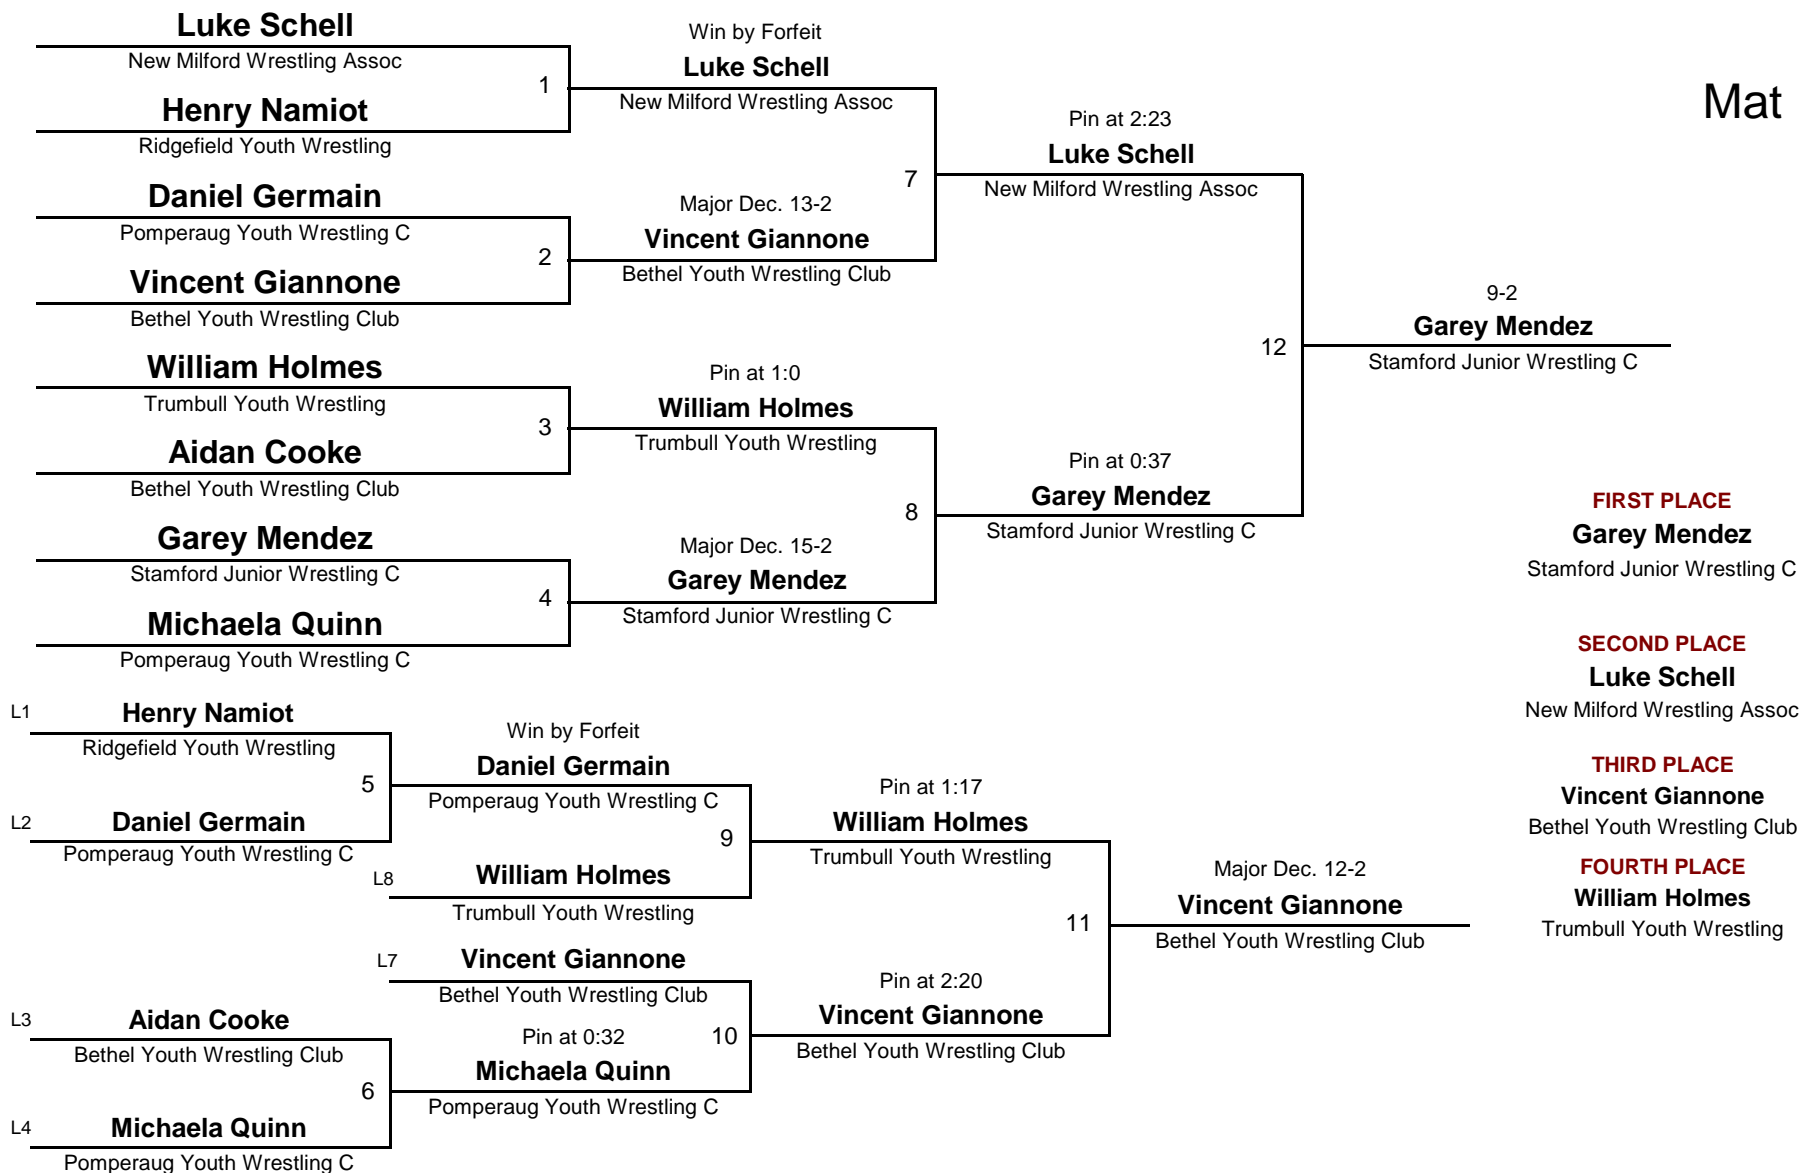 Luke Schell
New Milford Wrestling Assoc
1
Henry Namiot
Ridgefield Youth Wrestling
Daniel Germain
Pomperaug Youth Wrestling C
2
Vincent Giannone
Bethel Youth Wrestling Club
William Holmes
Trumbull Youth Wrestling
3
Aidan Cooke
Bethel Youth Wrestling Club
Garey Mendez
Stamford Junior Wrestling C
4
Michaela Quinn
Pomperaug Youth Wrestling C
Win by Forfeit
Luke Schell
New Milford Wrestling Assoc
7
Major Dec. 13-2
Vincent Giannone
Bethel Youth Wrestling Club
Pin at 1:0
William Holmes
Trumbull Youth Wrestling
8
Major Dec. 15-2
Garey Mendez
Stamford Junior Wrestling C
Pin at 2:23
Luke Schell
New Milford Wrestling Assoc
12
Pin at 0:37
Garey Mendez
Stamford Junior Wrestling C
9-2
Garey Mendez
Stamford Junior Wrestling C
Mat
FIRST PLACE
Garey Mendez
Stamford Junior Wrestling C
SECOND PLACE
Luke Schell
New Milford Wrestling Assoc
THIRD PLACE
Vincent Giannone
Bethel Youth Wrestling Club
FOURTH PLACE
William Holmes
Trumbull Youth Wrestling
L1
Henry Namiot
Ridgefield Youth Wrestling
5
L2
Daniel Germain
Pomperaug Youth Wrestling C
L3
Aidan Cooke
Bethel Youth Wrestling Club
6
L4
Michaela Quinn
Pomperaug Youth Wrestling C
Win by Forfeit
Daniel Germain
Pomperaug Youth Wrestling C
9
L8
William Holmes
Trumbull Youth Wrestling
L7
Vincent Giannone
Bethel Youth Wrestling Club
10
Pin at 0:32
Michaela Quinn
Pomperaug Youth Wrestling C
Pin at 1:17
William Holmes
Trumbull Youth Wrestling
11
Pin at 2:20
Vincent Giannone
Bethel Youth Wrestling Club
Major Dec. 12-2
Vincent Giannone
Bethel Youth Wrestling Club